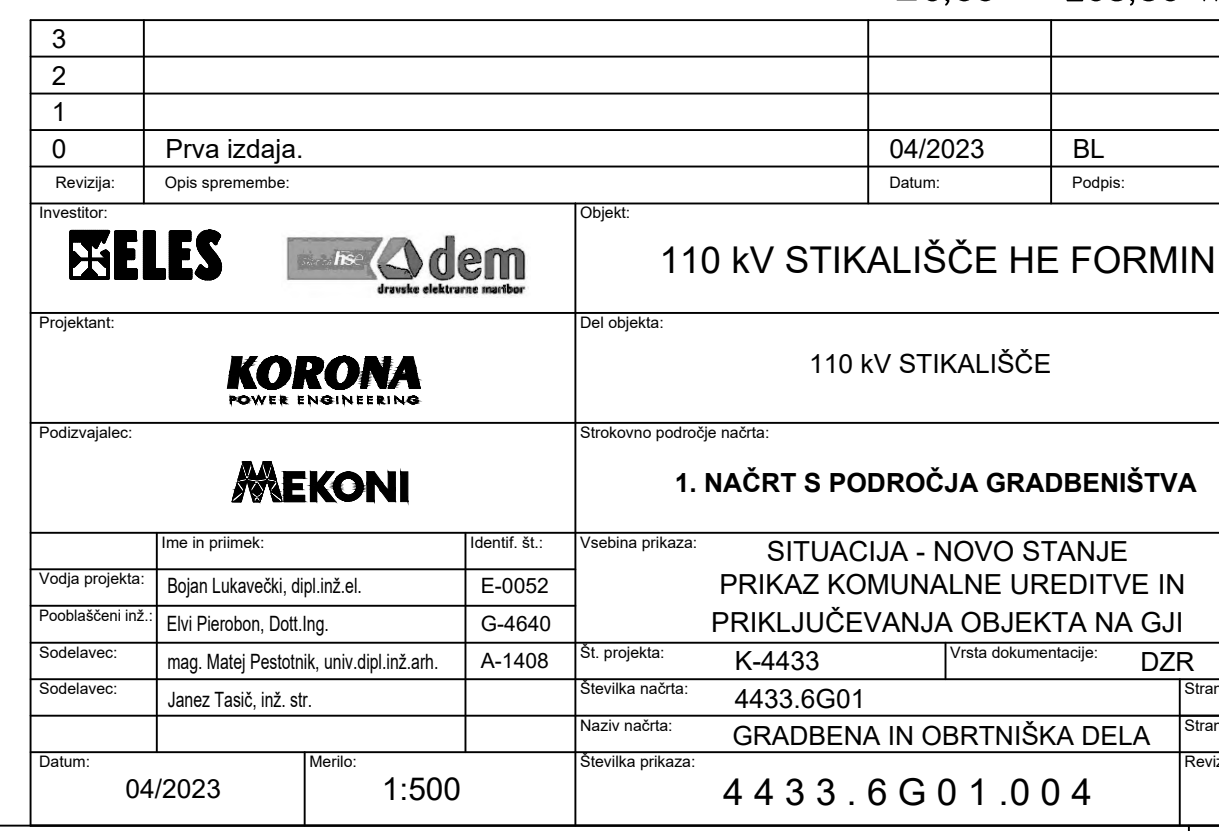 3
2
1
0 Prva izdaja. 04/2023 BL
Revizija: Opis spremembe: Datum: Podpis:
Investitor:
ELES
hse dem
dravske elektrarne maribor
Objekt:
110 kV STIKALIŠČE HE FORMIN
Projektant:
KORONA
POWER ENGINEERING
Del objekta:
110 kV STIKALIŠČE
Podizvajalec:
MEKONI
Strokovno področje načrta:
1. NAČRT S PODROČJA GRADBENIŠTVA
Ime in priimek: Identif. št.:
Vodja projekta: Bojan Lukavečki, dipl.inž.el. E-0052
Pooblaščeni inž.: Elvi Pierobon, Dott.Ing. G-4640
Sodelavec: mag. Matej Pestotnik, univ.dipl.inž.arh. A-1408
Sodelavec: Janez Tasič, inž. str.
Vsebina prikaza:
SITUACIJA - NOVO STANJE
PRIKAZ KOMUNALNE UREDITVE IN
PRIKLJUČEVANJA OBJEKTA NA GJI
Št. projekta: K-4433 Vrsta dokumentacije: DZR
Številka načrta: 4433.6G01
Naziv načrta: GRADBENA IN OBRTNIŠKA DELA
Datum: 04/2023 Merilo: 1:500
Številka prikaza: 4433.6G01.004